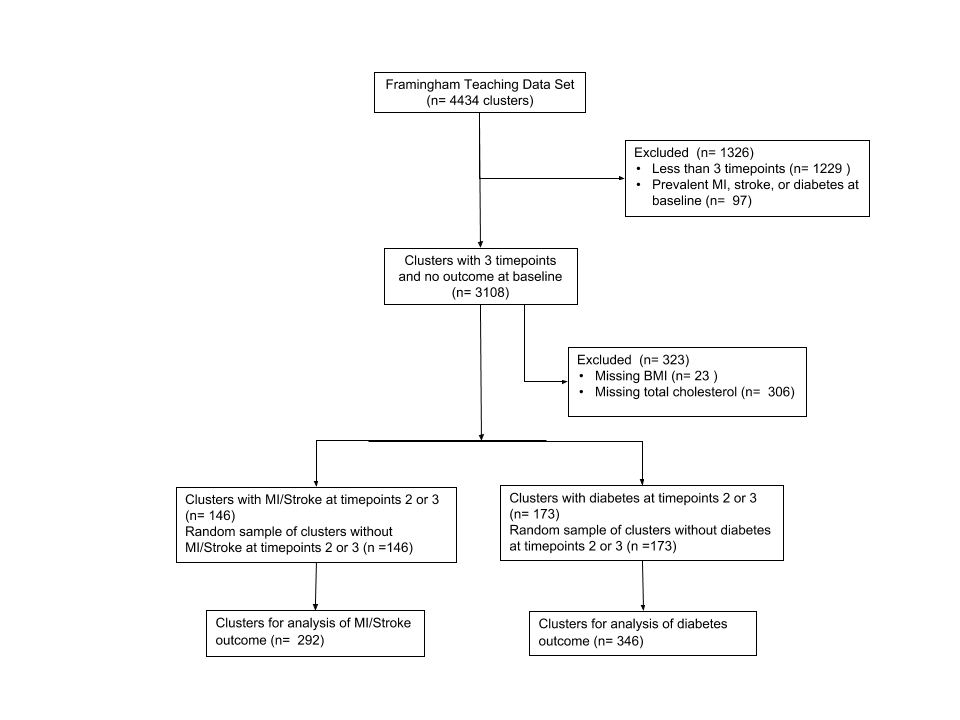 Framingham Teaching Data Set
(n= 4434 clusters)
Excluded  (n= 1326)
• Less than 3 timepoints (n= 1229 )
• Prevalent MI, stroke, or diabetes at
baseline (n=  97)
Clusters with 3 timepoints
and no outcome at baseline
(n= 3108)
Excluded  (n= 323)
• Missing BMI (n= 23 )
• Missing total cholesterol (n=  306)
Clusters with MI/Stroke at timepoints 2 or 3
(n= 146)
Random sample of clusters without
MI/Stroke at timepoints 2 or 3 (n =146)
Clusters with diabetes at timepoints 2 or 3
(n= 173)
Random sample of clusters without diabetes
at timepoints 2 or 3 (n =173)
Clusters for analysis of MI/Stroke
outcome (n=  292)
Clusters for analysis of diabetes
outcome (n= 346)